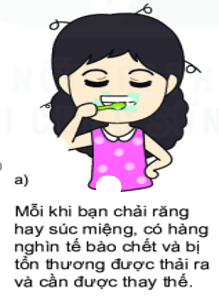 a)
Mỗi khi bạn chải răng
hay súc miệng, có hàng
nghìn tế bào chết và bị
tổn thương được thải ra
và cần được thay thế.